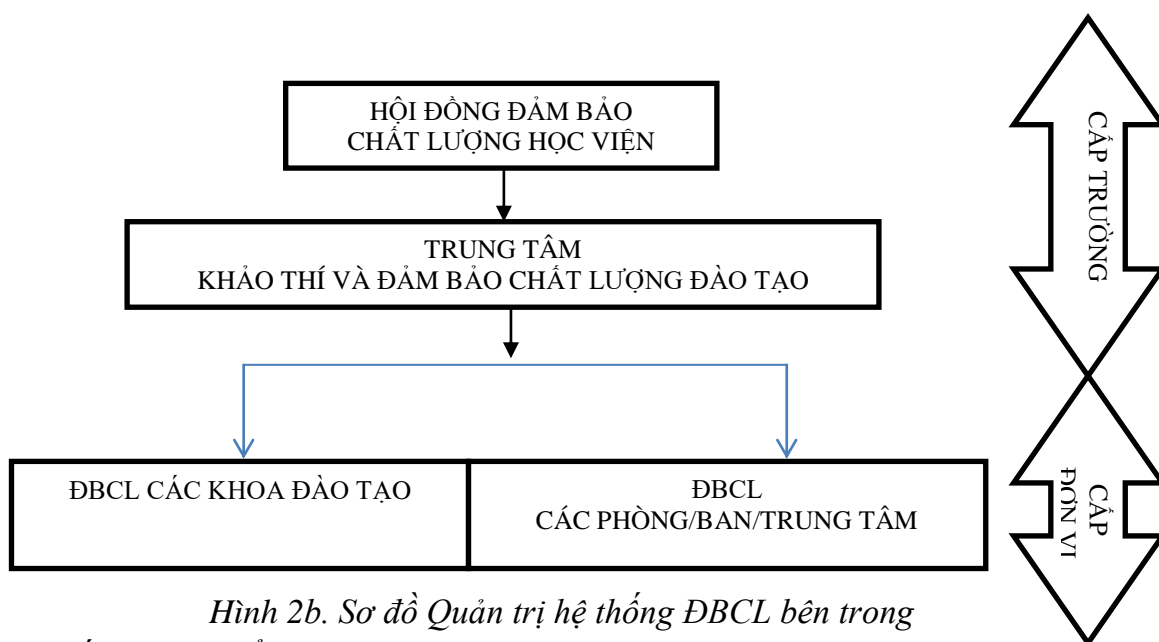 HỘI ĐỒNG ĐẢM BẢO
CHẤT LƯỢNG HỌC VIỆN
TRUNG TÂM
KHẢO THÍ VÀ ĐẢM BẢO CHẤT LƯỢNG ĐÀO TẠO
ĐBCL CÁC KHOA ĐÀO TẠO
ĐBCL
CÁC PHÒNG/BAN/TRUNG TÂM
CẤP TRƯỜNG
CẤP
ĐƠN VỊ
Hình 2b. Sơ đồ Quản trị hệ thống ĐBCL bên trong